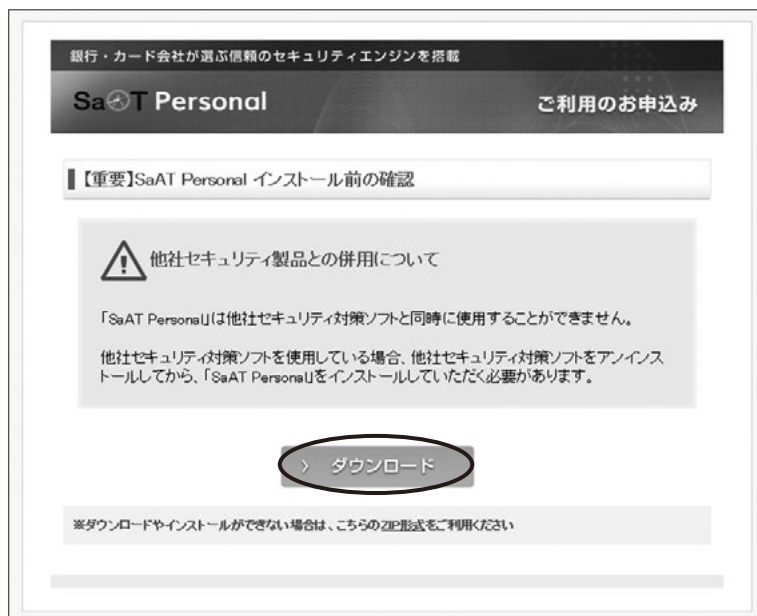 銀行・カード会社が選ぶ信頼のセキュリティエンジンを搭載
SaAT Personal
ご利用のお申込み
【重要】SaAT Personal インストール前の確認
他社セキュリティ製品との併用について
「SaAT Personal」は他社セキュリティ対策ソフトと同時に使用することができません。
他社セキュリティ対策ソフトを使用している場合、他社セキュリティ対策ソフトをアンインス
トールしてから、「SaAT Personal」をインストールしていただく必要があります。
› ダウンロード
※ダウンロードやインストールができない場合は、こちらのZIP形式をご利用ください